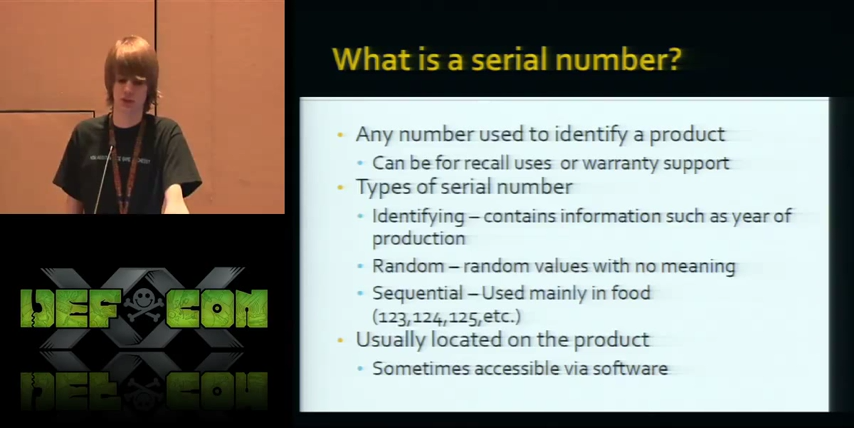 What is a serial number?
• Any number used to identify a product
• Can be for recall uses or warranty support
• Types of serial number
• Identifying – contains information such as year of
production
• Random – random values with no meaning
• Sequential – Used mainly in food
(123,124,125,etc.)
• Usually located on the product
• Sometimes accessible via software
DEF CON
XX